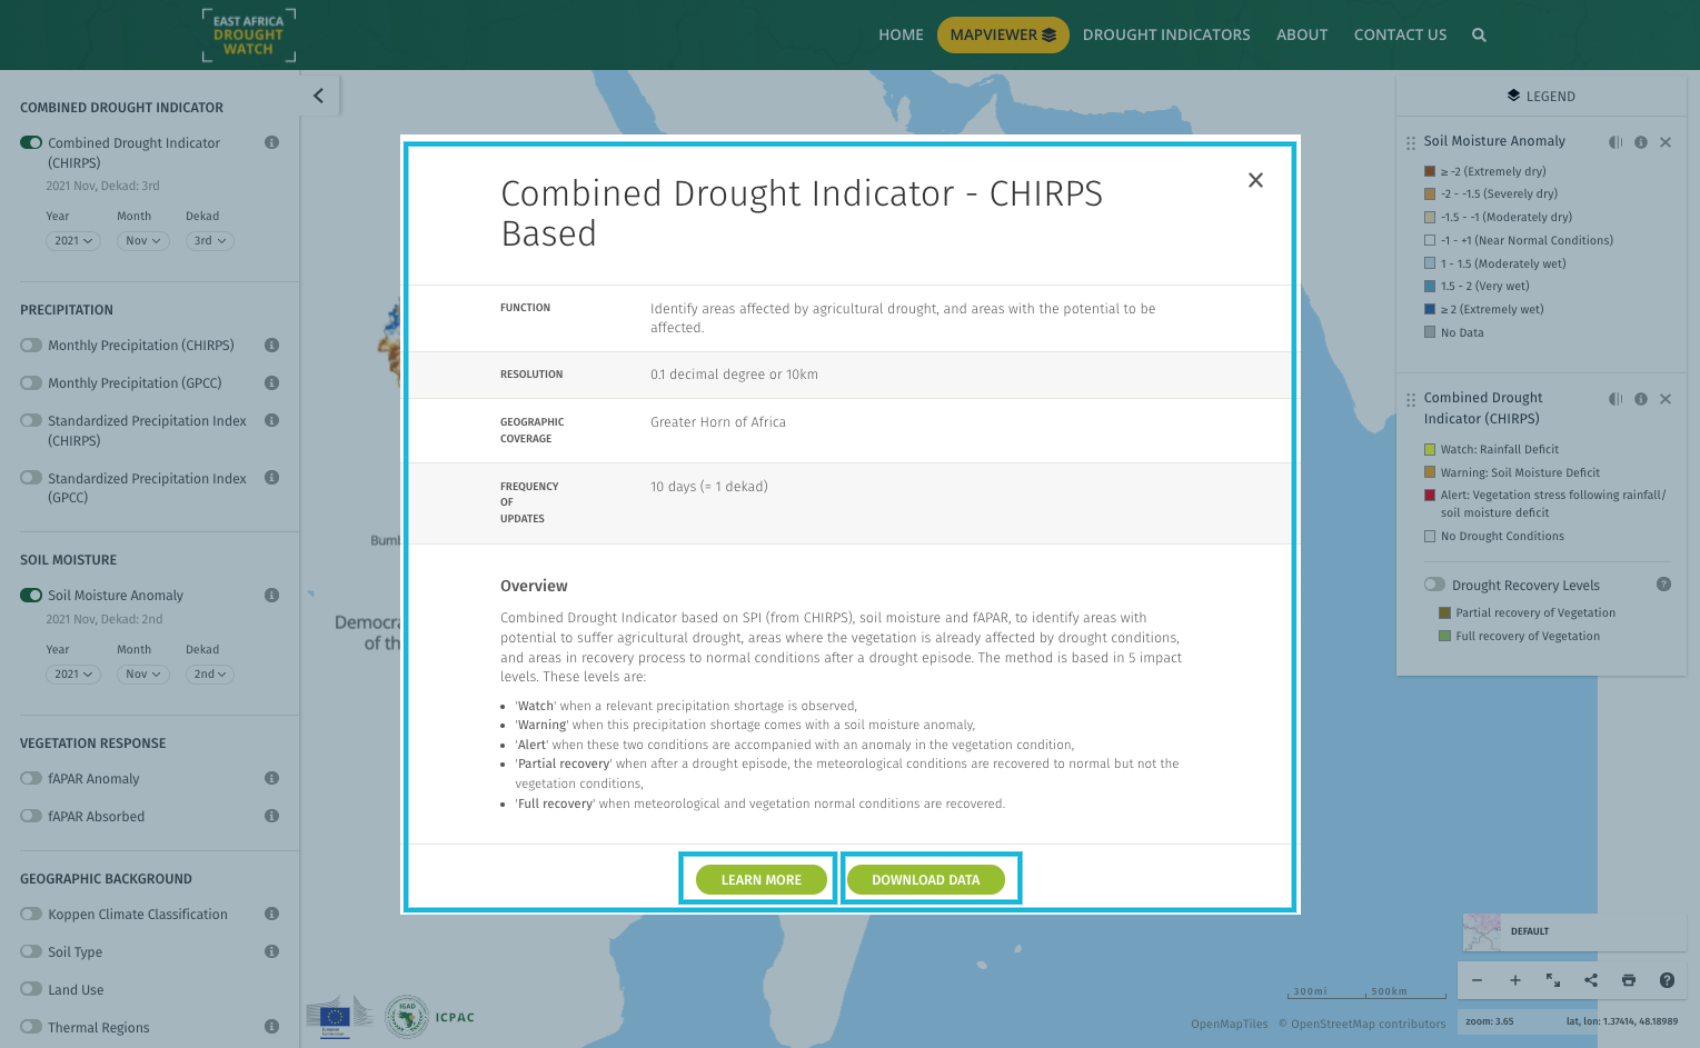 EAST AFRICA
DROUGHT
WATCH
HOME
MAPVIEWER
DROUGHT INDICATORS
ABOUT
CONTACT US
COMBINED DROUGHT INDICATOR
Combined Drought Indicator
(CHIRPS)
2021 Nov, Dekad: 3rd
Year Month Dekad
2021 Nov 3rd
PRECIPITATION
Monthly Precipitation (CHIRPS)
Monthly Precipitation (GPCC)
Standardized Precipitation Index
(CHIRPS)
Standardized Precipitation Index
(GPCC)
SOIL MOISTURE
Soil Moisture Anomaly
2021 Nov, Dekad: 2nd
Year Month Dekad
2021 Nov 2nd
VEGETATION RESPONSE
fAPAR Anomaly
fAPAR Absorbed
GEOGRAPHIC BACKGROUND
Koppen Climate Classification
Soil Type
Land Use
Thermal Regions
Bumb
Democra
of th
Combined Drought Indicator - CHIRPS
Based
FUNCTION
Identify areas affected by agricultural drought, and areas with the potential to be
affected.
RESOLUTION
0.1 decimal degree or 10km
GEOGRAPHIC
COVERAGE
Greater Horn of Africa
FREQUENCY
OF
UPDATES
10 days (= 1 dekad)
Overview
Combined Drought Indicator based on SPI (from CHIRPS), soil moisture and fAPAR, to identify areas with
potential to suffer agricultural drought, areas where the vegetation is already affected by drought conditions,
and areas in recovery process to normal conditions after a drought episode. The method is based in 5 impact
levels. These levels are:
• 'Watch' when a relevant precipitation shortage is observed,
• 'Warning' when this precipitation shortage comes with a soil moisture anomaly,
• 'Alert' when these two conditions are accompanied with an anomaly in the vegetation condition,
• 'Partial recovery' when after a drought episode, the meteorological conditions are recovered to normal but not the
vegetation conditions,
• 'Full recovery' when meteorological and vegetation normal conditions are recovered.
LEARN MORE
DOWNLOAD DATA
LEGEND
Soil Moisture Anomaly
≥ -2 (Extremely dry)
-2 - -1.5 (Severely dry)
-1.5 - -1 (Moderately dry)
-1 - +1 (Near Normal Conditions)
1 - 1.5 (Moderately wet)
1.5 - 2 (Very wet)
≥ 2 (Extremely wet)
No Data
Combined Drought
Indicator (CHIRPS)
Watch: Rainfall Deficit
Warning: Soil Moisture Deficit
Alert: Vegetation stress following rainfall/
soil moisture deficit
No Drought Conditions
Drought Recovery Levels
Partial recovery of Vegetation
Full recovery of Vegetation
DEFAULT
300mi 500km
OpenMapTiles © OpenStreetMap contributors
zoom: 3.65
lat, lon: 1.37414, 48.18989
IGAD
ICPAC